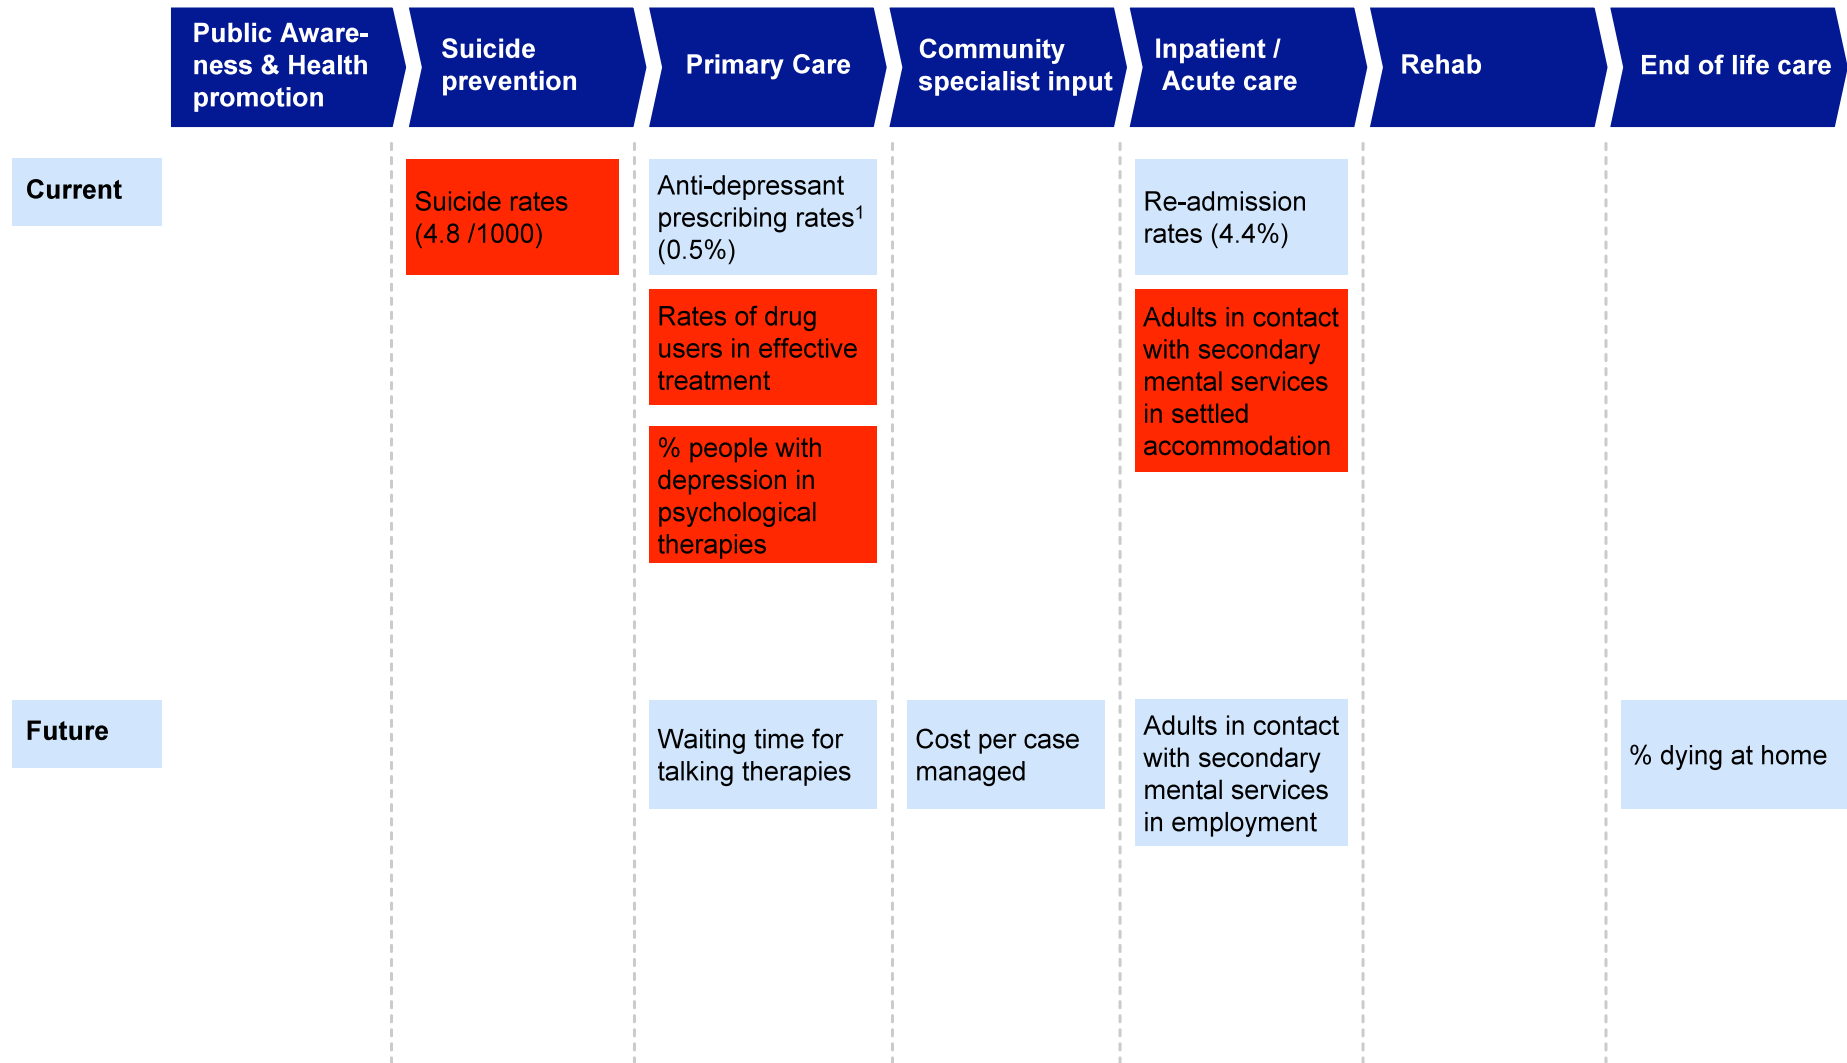 Public Aware-
ness & Health
promotion
Suicide
prevention
Primary Care
Community
specialist input
Inpatient /
Acute care
Rehab
End of life care
Current
Suicide rates
(4.8 /1000)
Anti-depressant
prescribing rates¹
(0.5%)
Rates of drug
users in effective
treatment
% people with
depression in
psychological
therapies
Re-admission
rates (4.4%)
Adults in contact
with secondary
mental services
in settled
accommodation
Future
Waiting time for
talking therapies
Cost per case
managed
Adults in contact
with secondary
mental services
in employment
% dying at home